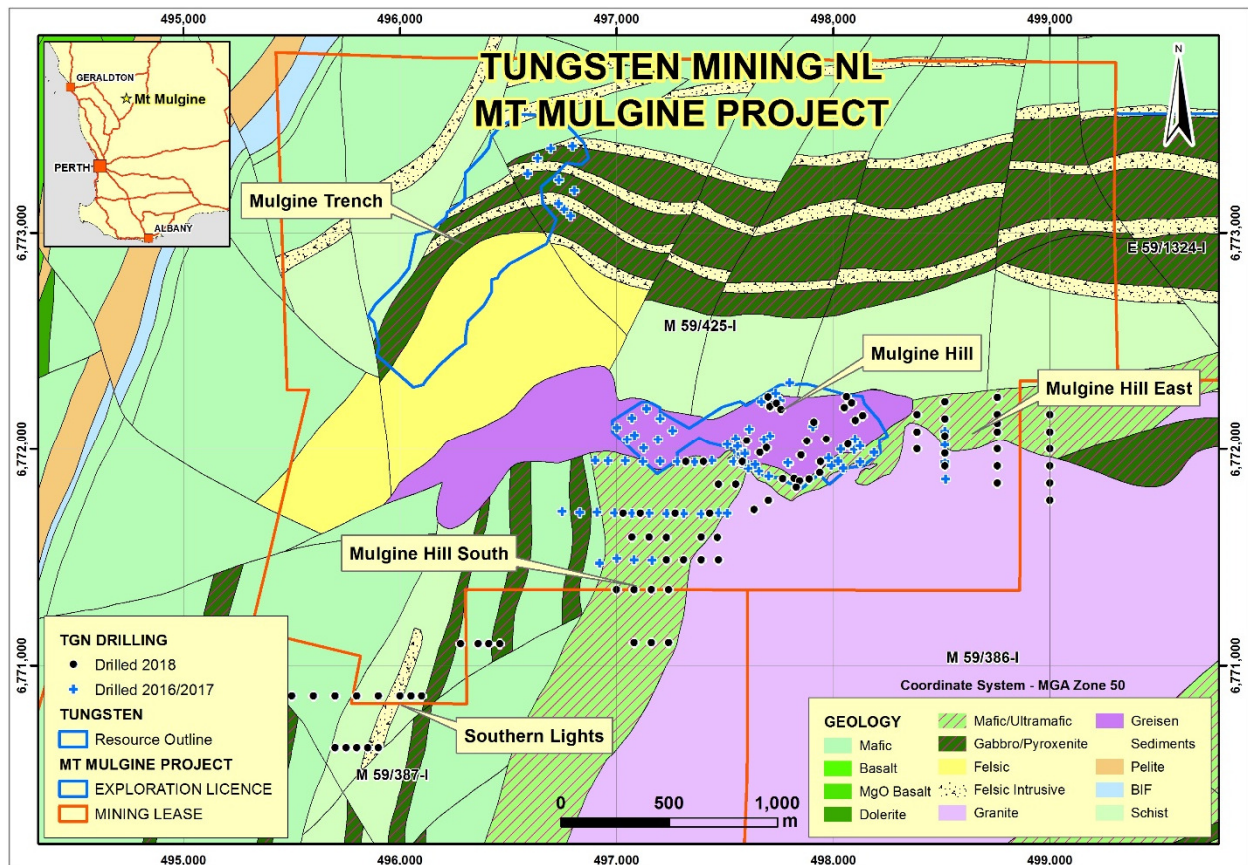 495,000
496,000
497,000
498,000
499,000
TUNGSTEN MINING NL
MT MULGINE PROJECT
N
GERALDTON
Mt Mulgine
PERTH
ALBANY
6,773,000
6,773,000
Mulgine Trench
E 59/1324-I
M 59/425-I
Mulgine Hill
Mulgine Hill East
6,772,000
6,772,000
Mulgine Hill South
6,771,000
6,771,000
M 59/386-I
Coordinate System - MGA Zone 50
Southern Lights
M 59/387-I
TGN DRILLING
Drilled 2018
Drilled 2016/2017
TUNGSTEN
Resource Outline
MT MULGINE PROJECT
EXPLORATION LICENCE
MINING LEASE
0 500 1,000
m
GEOLOGY
Mafic
Basalt
MgO Basalt
Dolerite
Mafic/Ultramafic
Gabbro/Pyroxenite
Felsic
Felsic Intrusive
Granite
Greisen
Sediments
Pelite
BIF
Schist
495,000
496,000
497,000
498,000
499,000